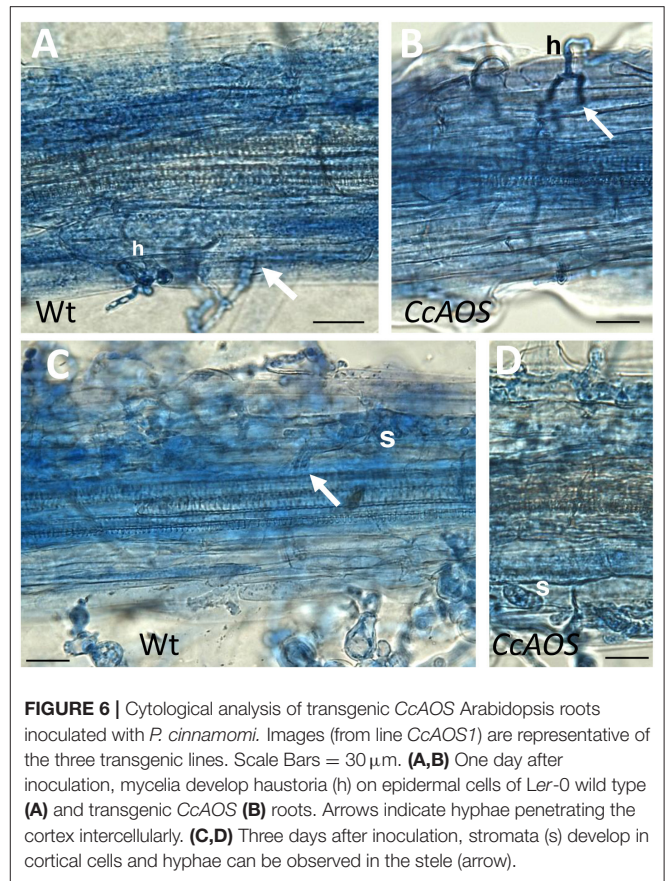 A
B
h
h
Wt
CcAOS
C
D
s
s
Wt
CcAOS
FIGURE 6 | Cytological analysis of transgenic CcAOS Arabidopsis roots
inoculated with P. cinnamomi. Images (from line CcAOS1) are representative of
the three transgenic lines. Scale Bars = 30 μm. (A,B) One day after
inoculation, mycelia develop haustoria (h) on epidermal cells of Ler-0 wild type
(A) and transgenic CcAOS (B) roots. Arrows indicate hyphae penetrating the
cortex intercellularly. (C,D) Three days after inoculation, stromata (s) develop in
cortical cells and hyphae can be observed in the stele (arrow).